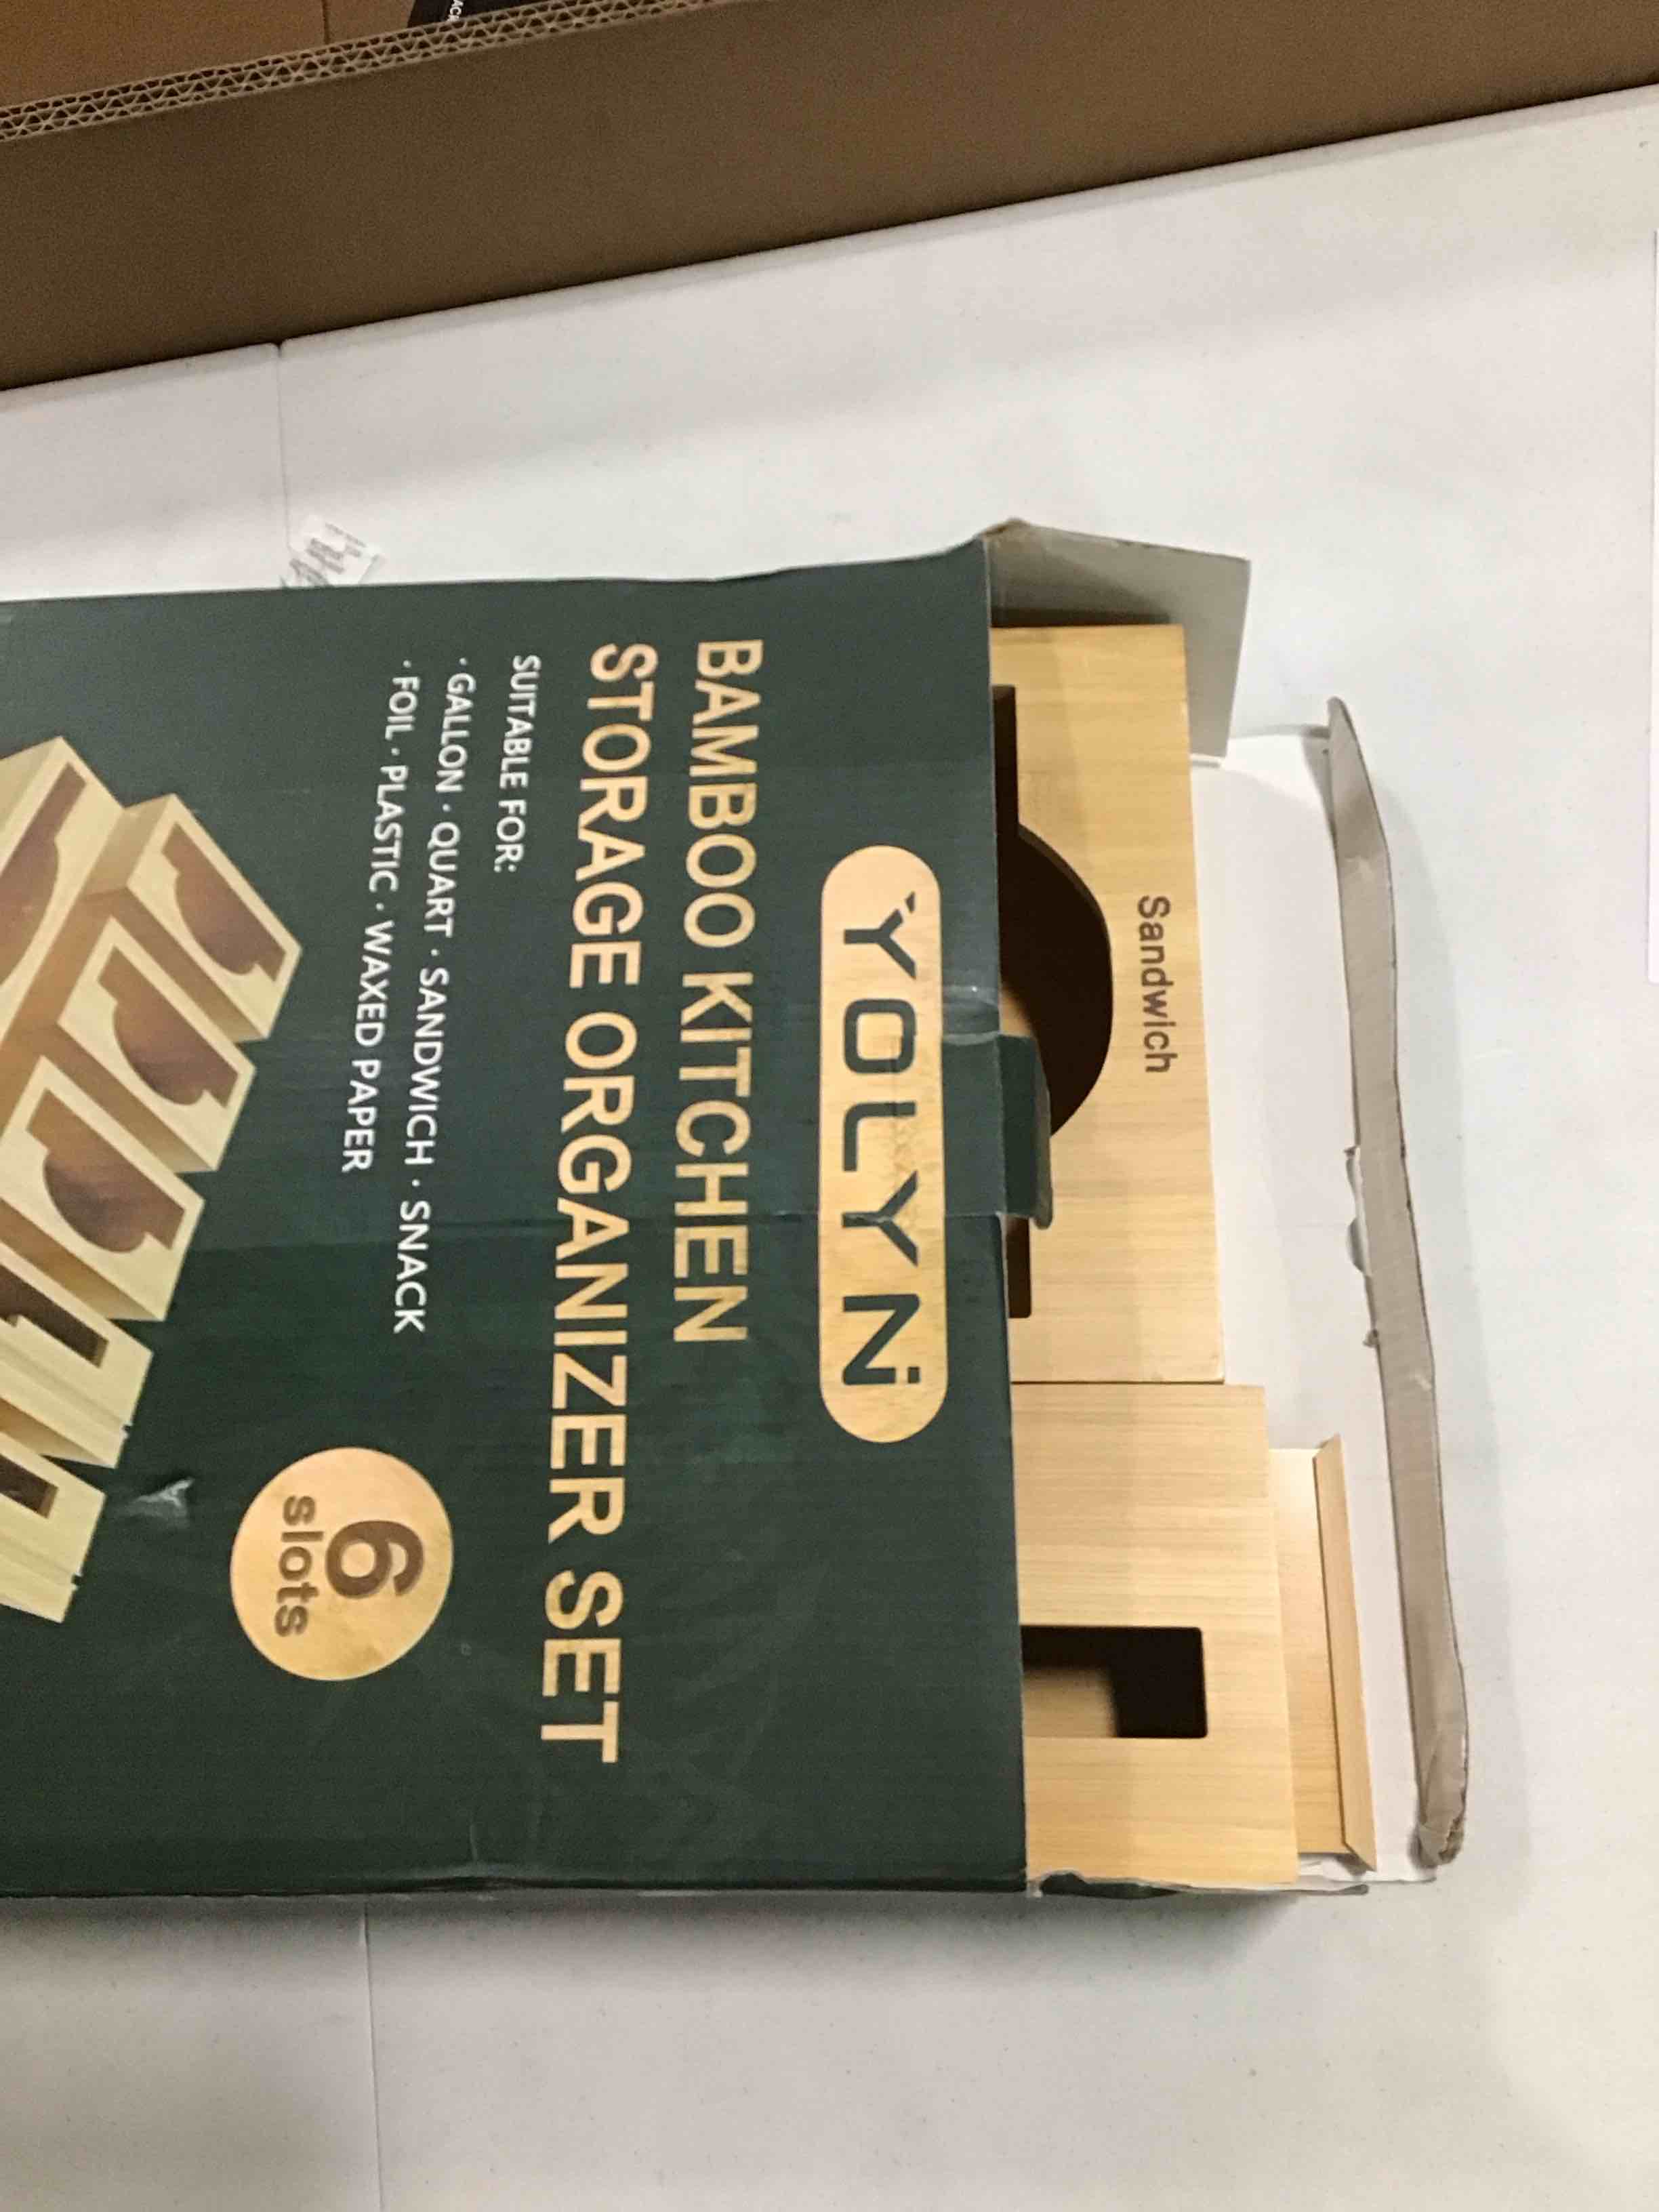 Sandwich
YOLYN
BAMBOO KITCHEN
STORAGE ORGANIZER SET
SUITABLE FOR:
· GALLON · QUART · SANDWICH · SNACK
· FOIL · PLASTIC · WAXED PAPER
6
slots